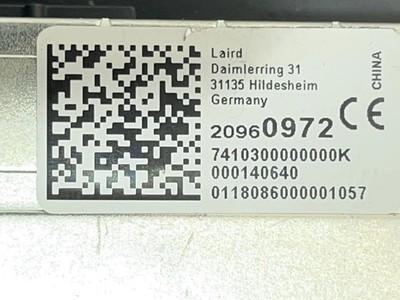 Laird
Daimlerring 31
31135 Hildesheim
Germany
CHINA
20960972 CE
7410300000000K
000140640
0118086000001057